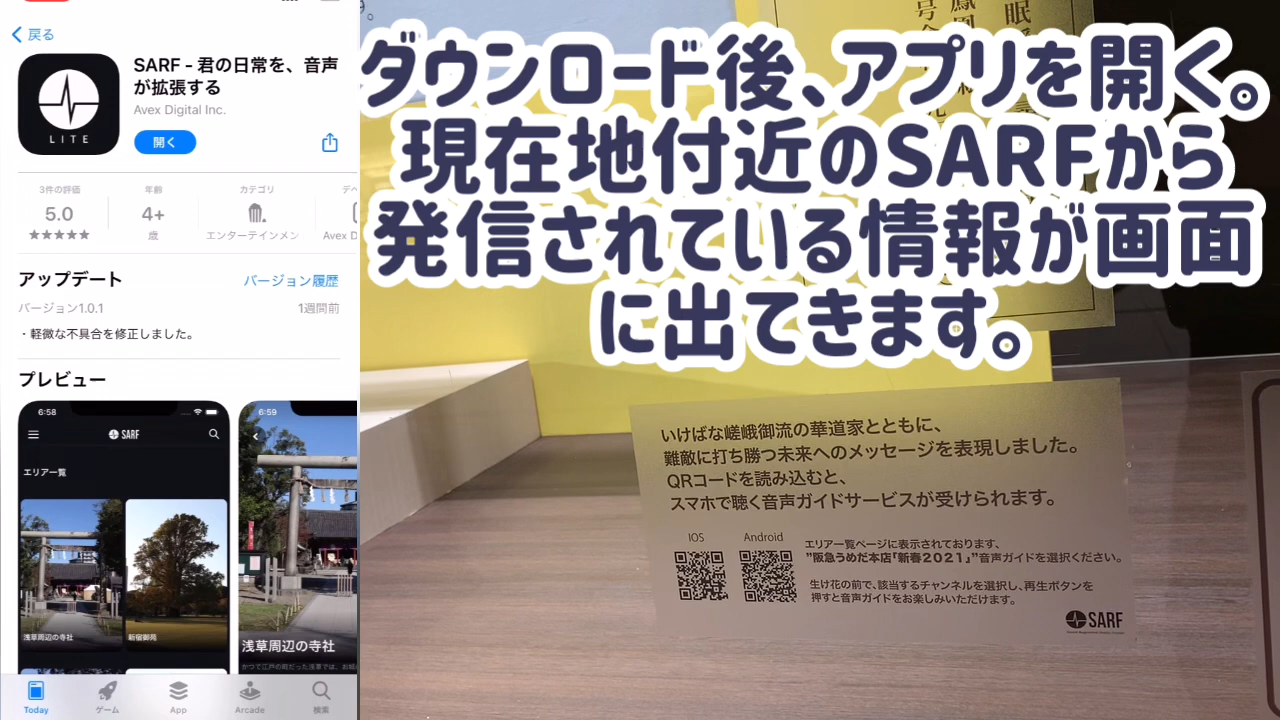 戻る
SARF - 君の日常を、音声
が拡張する
Avex Digital Inc.
開く
LITE
3件の評価
年齢
カテゴリ
デベ
5.0
4+
★★★★★
歳
エンターテインメン
Avex D
アップデート
バージョン履歴
バージョン1.0.1
1週間前
・軽微な不具合を修正しました。
プレビュー
6:58
SARF
エリア一覧
浅草周辺の寺社
新宿御苑
6:59
浅草周辺の寺社
Today
ゲーム
App
Arcade
検索
ダウンロード後、アプリを開く。
現在地付近のSARFから
発信されている情報が画面
に出てきます。
いけばな嵯峨御流の華道家とともに、
難敵に打ち勝つ未来へのメッセージを表現しました。
QRコードを読み込むと、
スマホで聴く音声ガイドサービスが受けられます。
IOS
Android
エリア一覧ページに表示されております、
"阪急うめだ本店「新春2021」"音声ガイドを選択ください。
生け花の前で、該当するチャンネルを選択し、再生ボタンを
押すと音声ガイドをお楽しみいただけます。
SARF